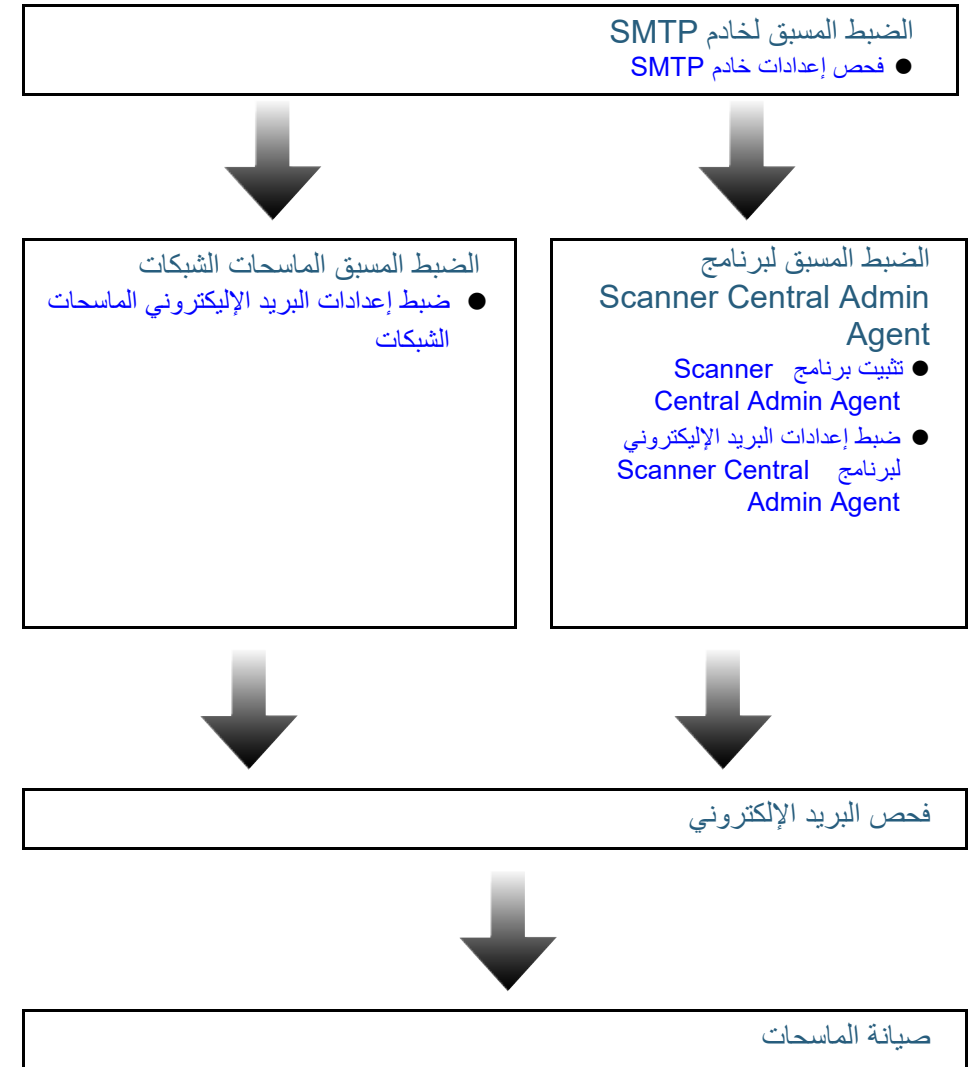 الضبط المسبق لخادم SMTP
● فحص إعدادات خادم SMTP
الضبط المسبق لبرنامج
Scanner Central Admin
Agent
● تثبيت برنامج Scanner
Central Admin Agent
● ضبط إعدادات البريد الإليكتروني
لبرنامج Scanner Central
Admin Agent
الضبط المسبق الماسحات الشبكات
● ضبط إعدادات البريد الإليكتروني الماسحات
الشبكات
فحص البريد الإلكتروني
صيانة الماسحات